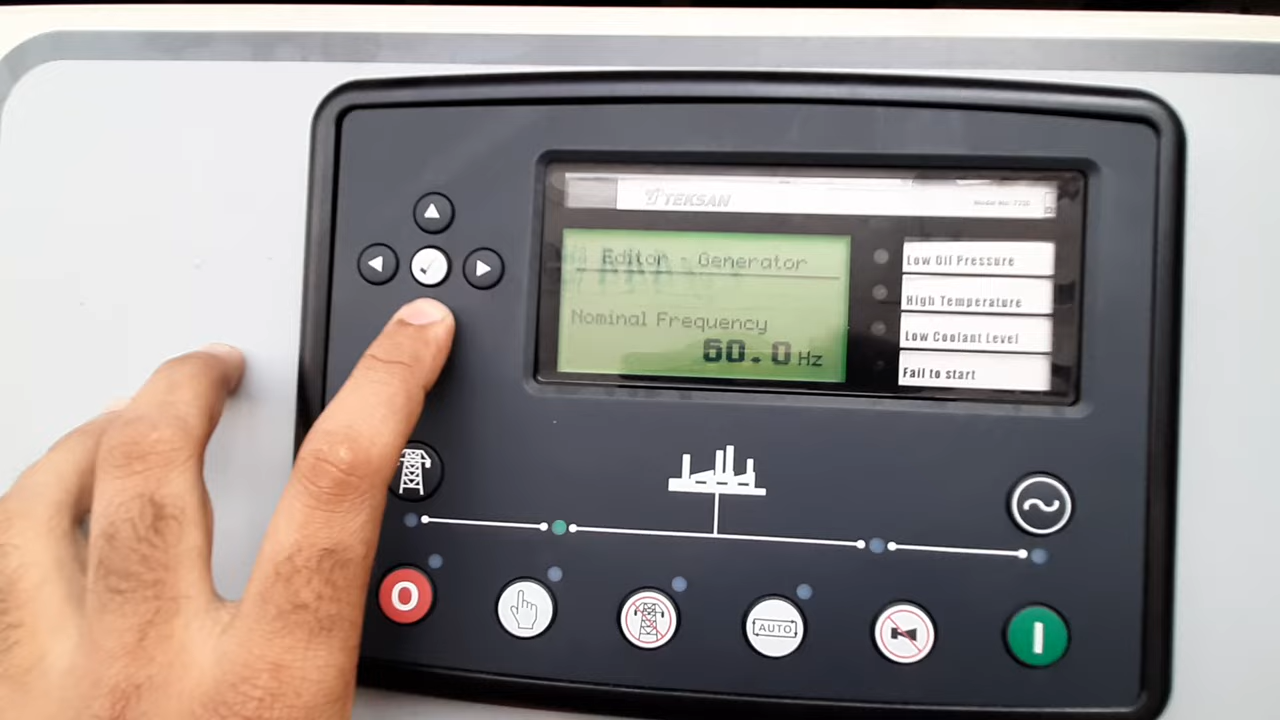 TEKSAN
Editor Generator
Nominal Frequency
60.0 Hz
Low Oil Pressure
High Temperature
Low Coolant Level
Fail to start
O
AUTO
I